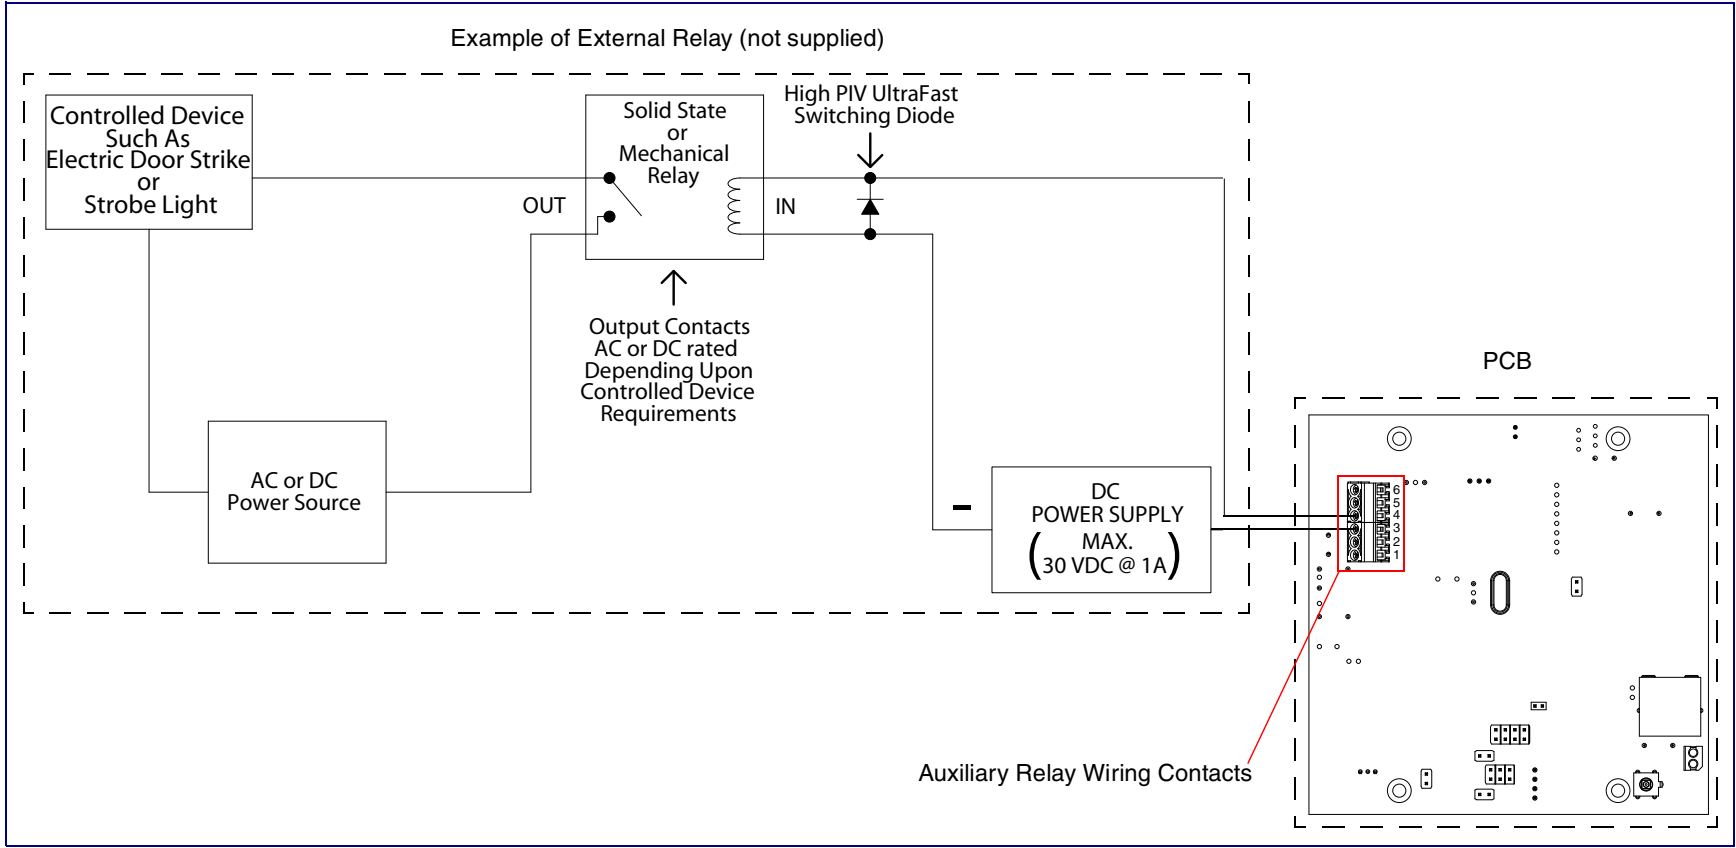 Example of External Relay (not supplied)
Controlled Device
Such As
Electric Door Strike
or
Strobe Light
Solid State
or
Mechanical
Relay
OUT
IN
High PIV UltraFast
Switching Diode
Output Contacts
AC or DC rated
Depending Upon
Controlled Device
Requirements
AC or DC
Power Source
-
DC
POWER SUPPLY
(MAX.
30 VDC @ 1A)
PCB
6
5
4
3
2
1
Auxiliary Relay Wiring Contacts